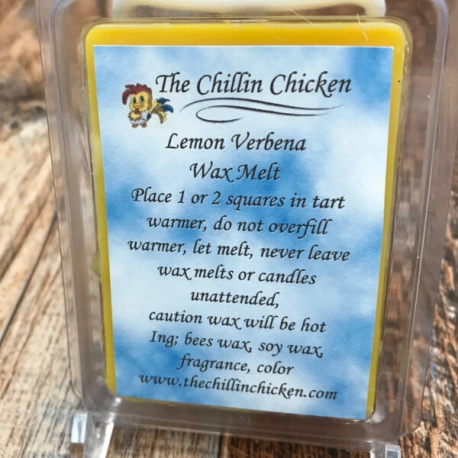 The Chillin Chicken
Lemon Verbena
Wax Melt
Place 1 or 2 squares in tart
warmer, do not overfill
warmer, let melt, never leave
wax melts or candles
unattended,
caution wax will be hot
Ing; bees wax, soy wax,
fragrance, color
www.thechillinchicken.com